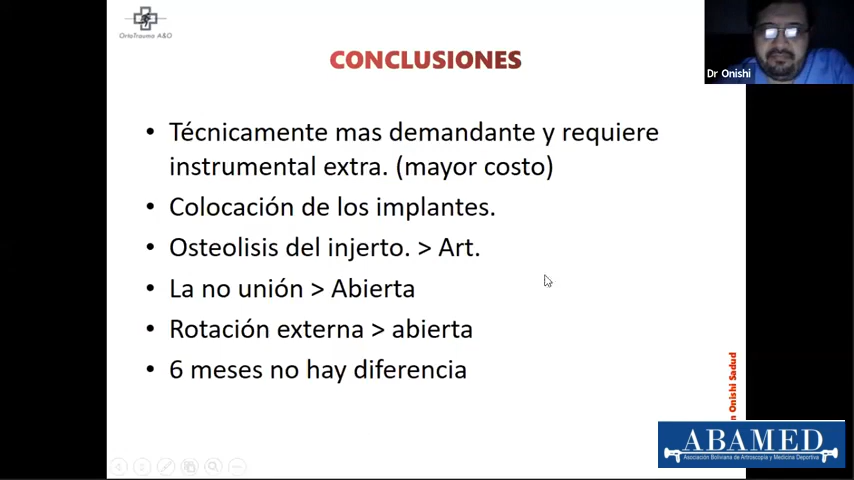 OrtoTrauma A&O
CONCLUSIONES
Dr Onishi
• Técnicamente mas demandante y requiere
instrumental extra. (mayor costo)
• Colocación de los implantes.
• Osteolisis del injerto. > Art.
• La no unión > Abierta
• Rotación externa > abierta
• 6 meses no hay diferencia
Onishi Sadud
ABAMED
Asociación Boliviana de Artroscopia y Medicina Deportiva